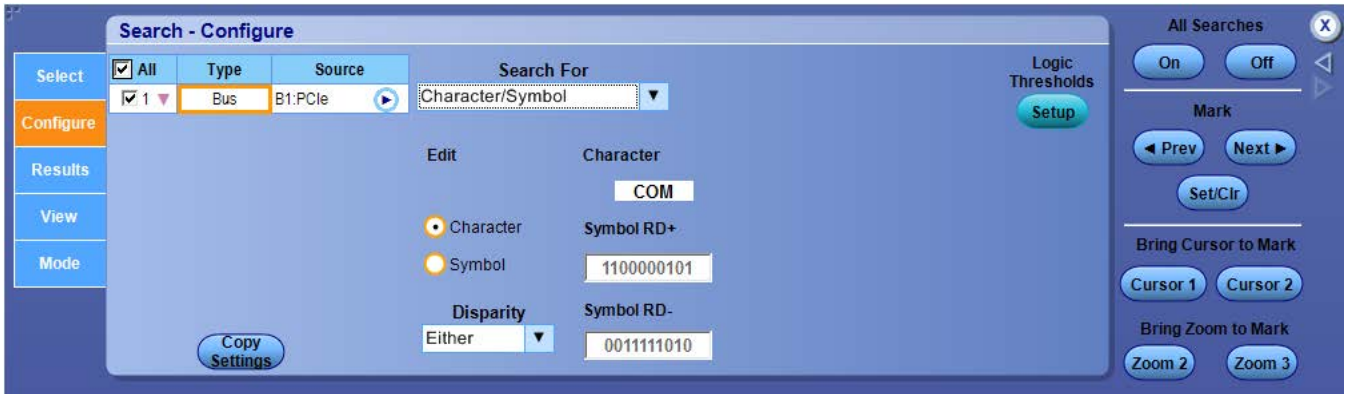 Search - Configure
Select
Configure
Results
View
Mode
All Type Source
1 Bus B1:PCIe
Search For
Character/Symbol
Edit Character
COM
Character
Symbol
Symbol RD+
1100000101
Disparity
Either
Symbol RD-
0011111010
Copy
Settings
Logic
Thresholds
Setup
All Searches
X
On Off
Mark
◄ Prev Next ►
Set/Clr
Bring Cursor to Mark
Cursor 1 Cursor 2
Bring Zoom to Mark
Zoom 2 Zoom 3